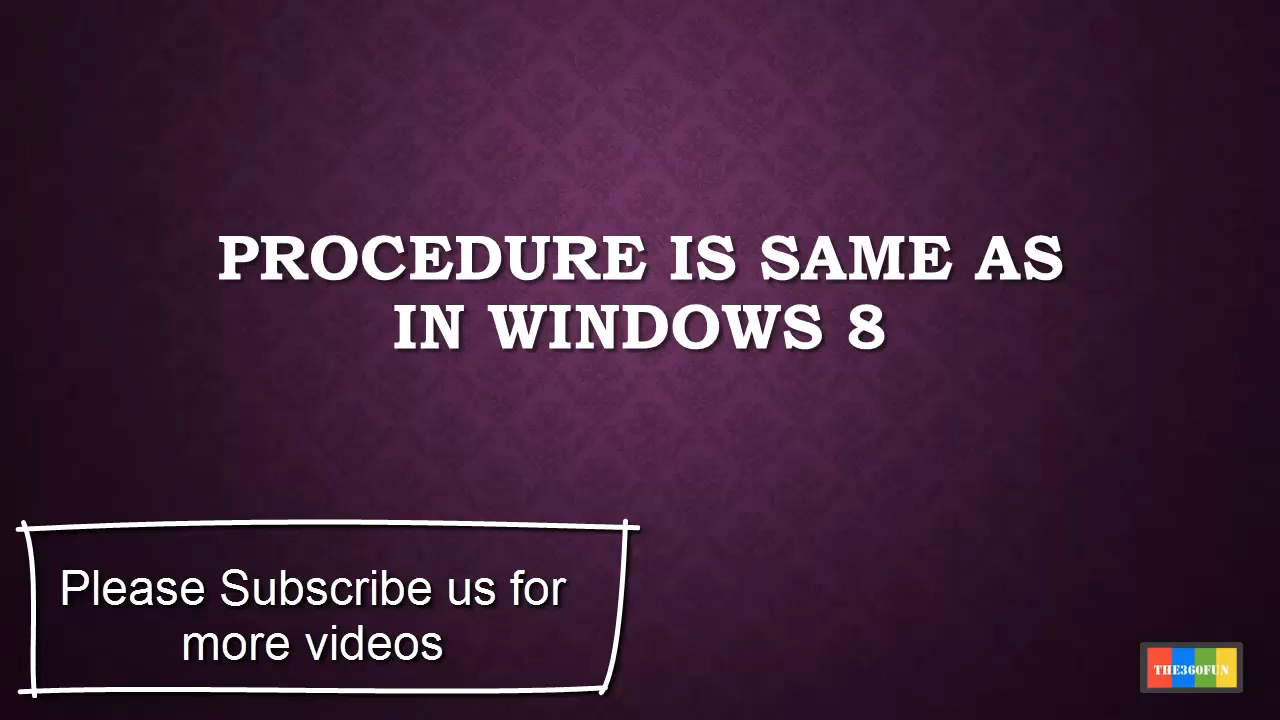 PROCEDURE IS SAME AS
IN WINDOWS 8
Please Subscribe us for
more videos
THE360FUN